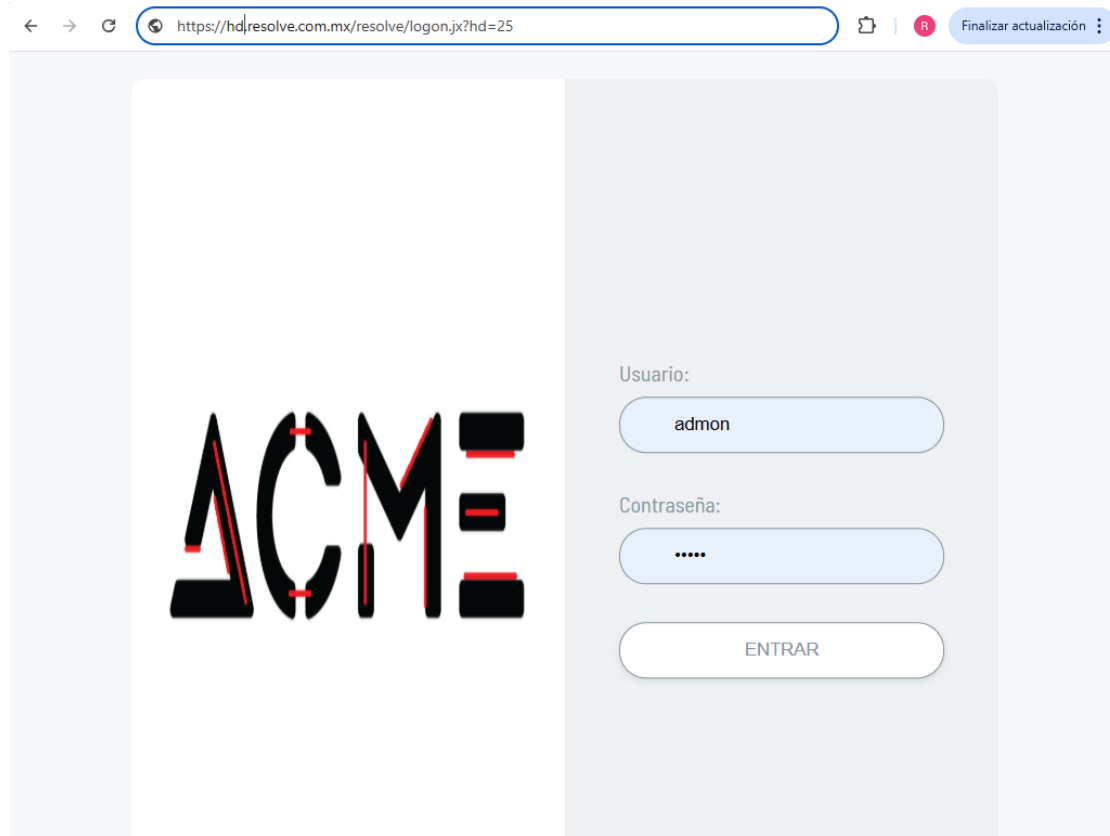 https://hd.resolve.com.mx/resolve/logon.jx?hd=25
R
Finalizar actualización
ACME
Usuario:
admon
Contraseña:
•••••
ENTRAR